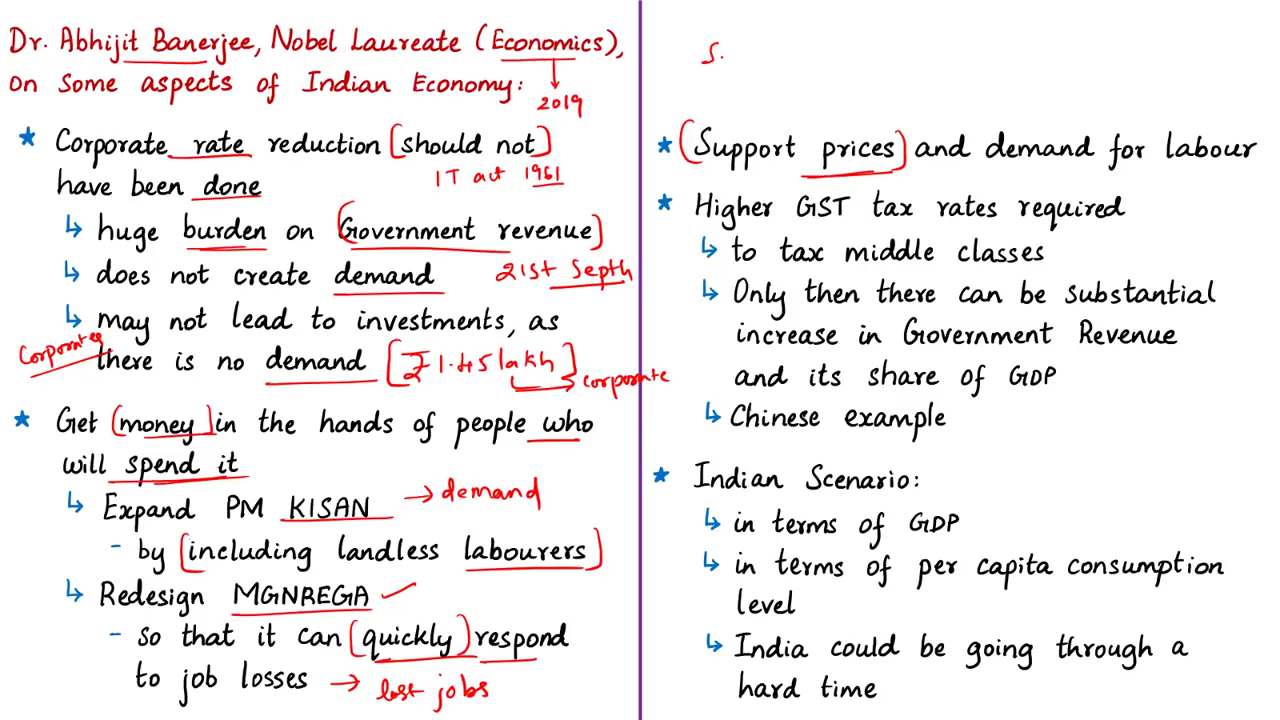 Dr. Abhijit Banerjee, Nobel Laureate (Economics),
on some aspects of Indian Economy:
2019
★ Corporate rate reduction [should not]
IT act 1961
have been done
↳ huge burden on (Government revenue)
↳ does not create demand
21st Septh
↳ may not lead to investments, as
Corporates
there is no demand [₹1.45 lakh]
corporate
★ Get (money) in the hands of people who
will spend it
↳ Expand PM KISAN → demand
- by (including landless labourers)
↳ Redesign MGNREGA ✓
- so that it can (quickly) respond
to job losses → lost jobs
S.
★ (Support prices) and demand for labour
★ Higher GST tax rates required
↳ to tax middle classes
↳ Only then there can be substantial
increase in Government Revenue
and its share of GDP
↳ Chinese example
★ Indian Scenario:
↳ in terms of GDP
↳ in terms of per capita consumption
level
↳ India could be going through a
hard time